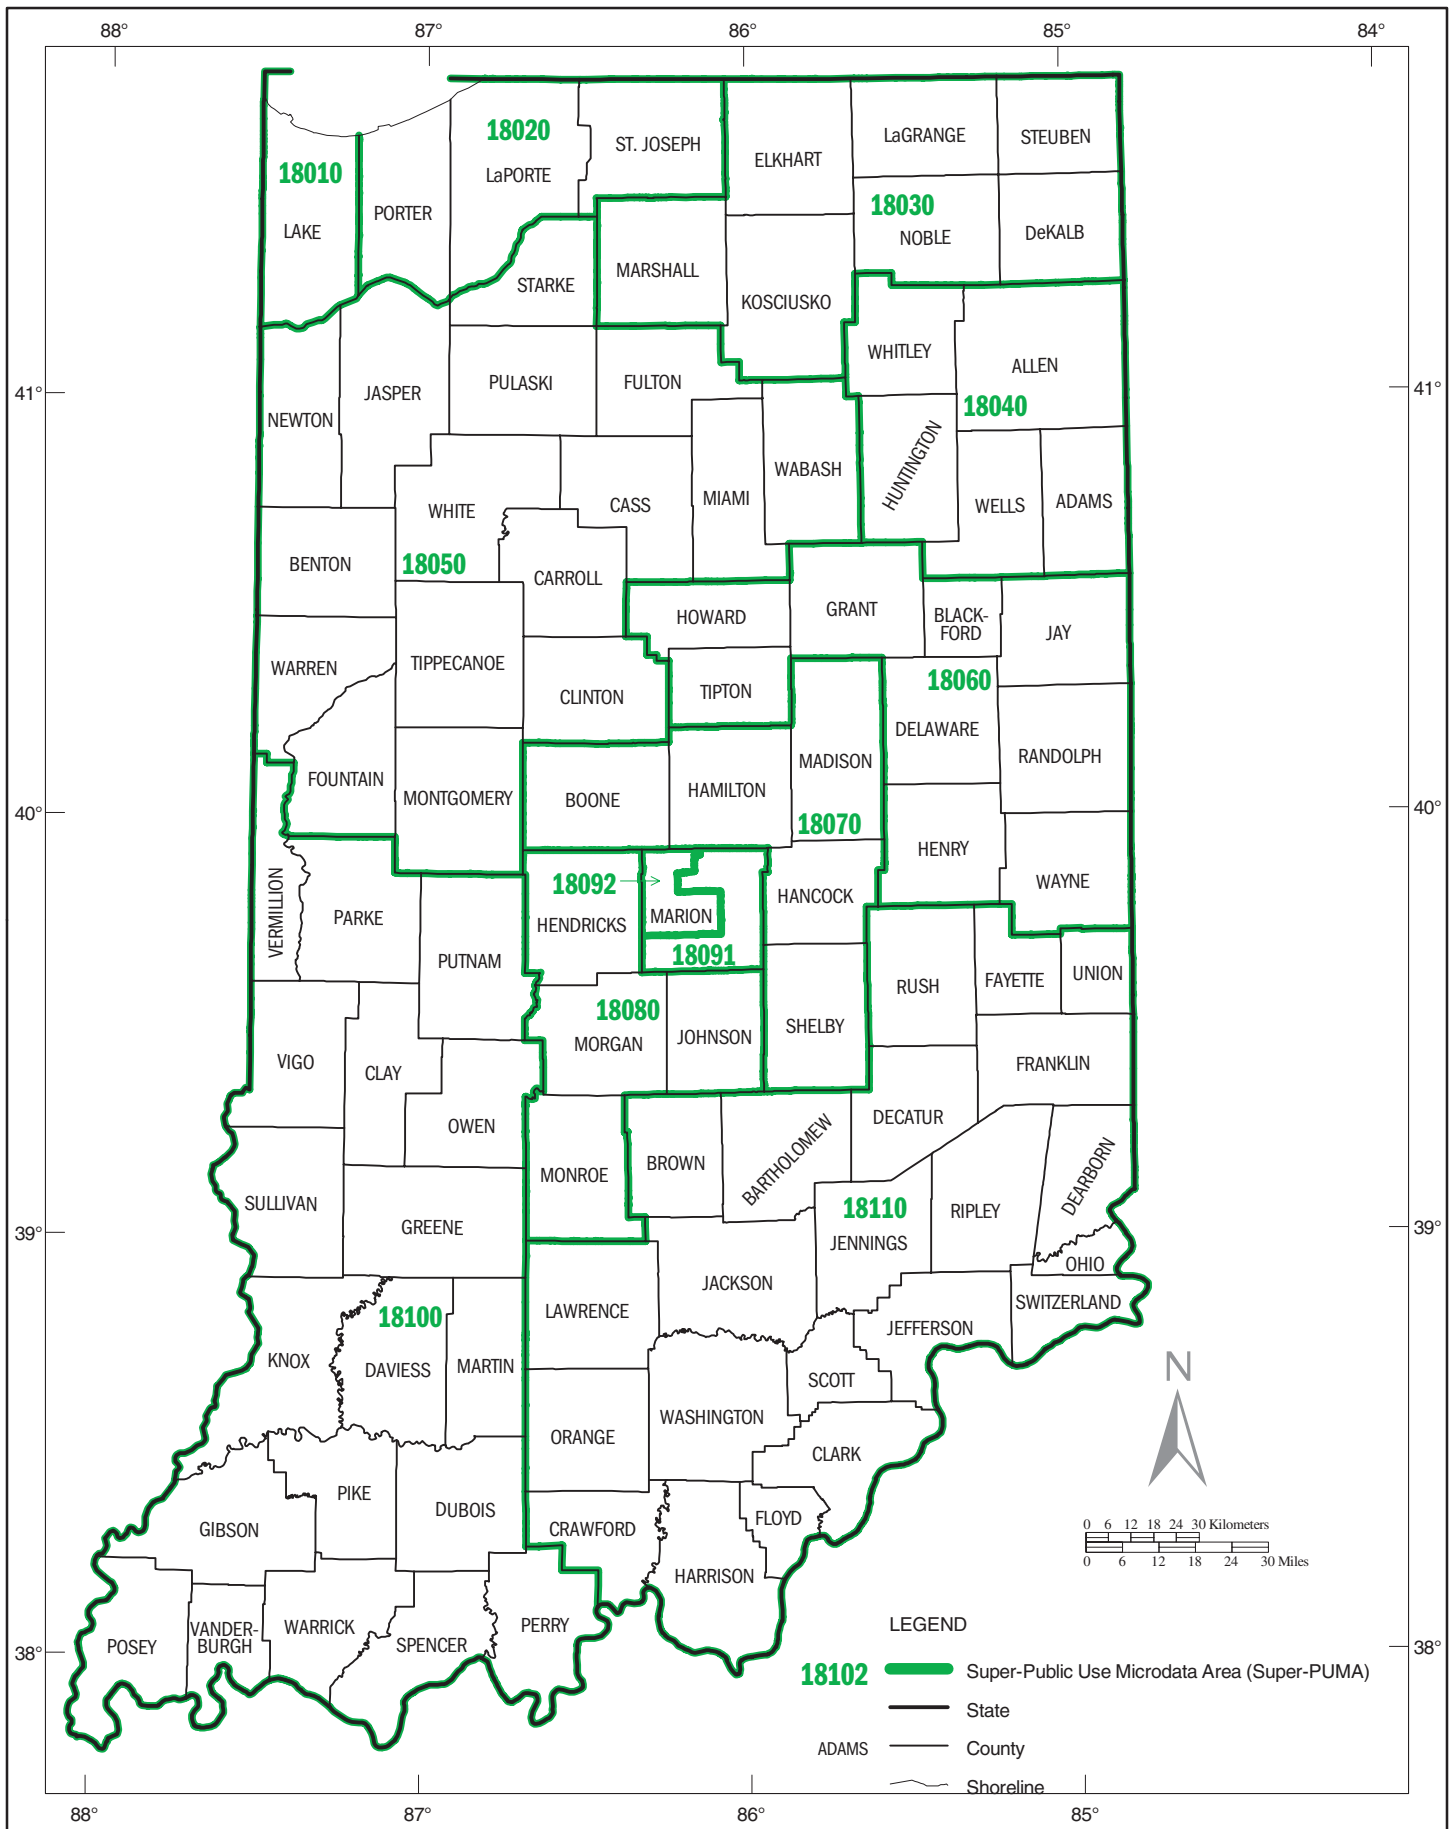 88°
87°
86°
85°
84°
18020
ST. JOSEPH
LaGRANGE
STEUBEN
ELKHART
18010
LaPORTE
PORTER
18030
LAKE
NOBLE
DeKALB
MARSHALL
STARKE
KOSCIUSKO
WHITLEY
ALLEN
41°
JASPER
PULASKI
FULTON
41°
18040
NEWTON
HUNTINGTON
WABASH
MIAMI
CASS
WHITE
WELLS
ADAMS
BENTON
18050
CARROLL
HOWARD
GRANT
BLACK-
FORD
JAY
WARREN
TIPPECANOE
CLINTON
TIPTON
18060
DELAWARE
RANDOLPH
MADISON
FOUNTAIN
MONTGOMERY
BOONE
HAMILTON
40°
40°
18070
HENRY
18092
WAYNE
HANCOCK
VERMILLION
PARKE
HENDRICKS
MARION
PUTNAM
18091
RUSH
FAYETTE
UNION
18080
SHELBY
MORGAN
JOHNSON
VIGO
CLAY
FRANKLIN
OWEN
DECATUR
BROWN
BARTHOLOMEW
MONROE
DEARBORN
SULLIVAN
GREENE
18110
RIPLEY
39°
39°
JENNINGS
OHIO
JACKSON
LAWRENCE
SWITZERLAND
18100
JEFFERSON
KNOX
DAVIESS
MARTIN
N
SCOTT
WASHINGTON
ORANGE
CLARK
PIKE
DUBOIS
GIBSON
CRAWFORD
FLOYD
0 6 12 18 24 30 Kilometers
0 6 12 18 24 30 Miles
HARRISON
POSEY
VANDER-
BURGH
WARRICK
SPENCER
PERRY
LEGEND
38°
38°
18102 Super-Public Use Microdata Area (Super-PUMA)
State
ADAMS County
Shoreline
88°
87°
86°
85°